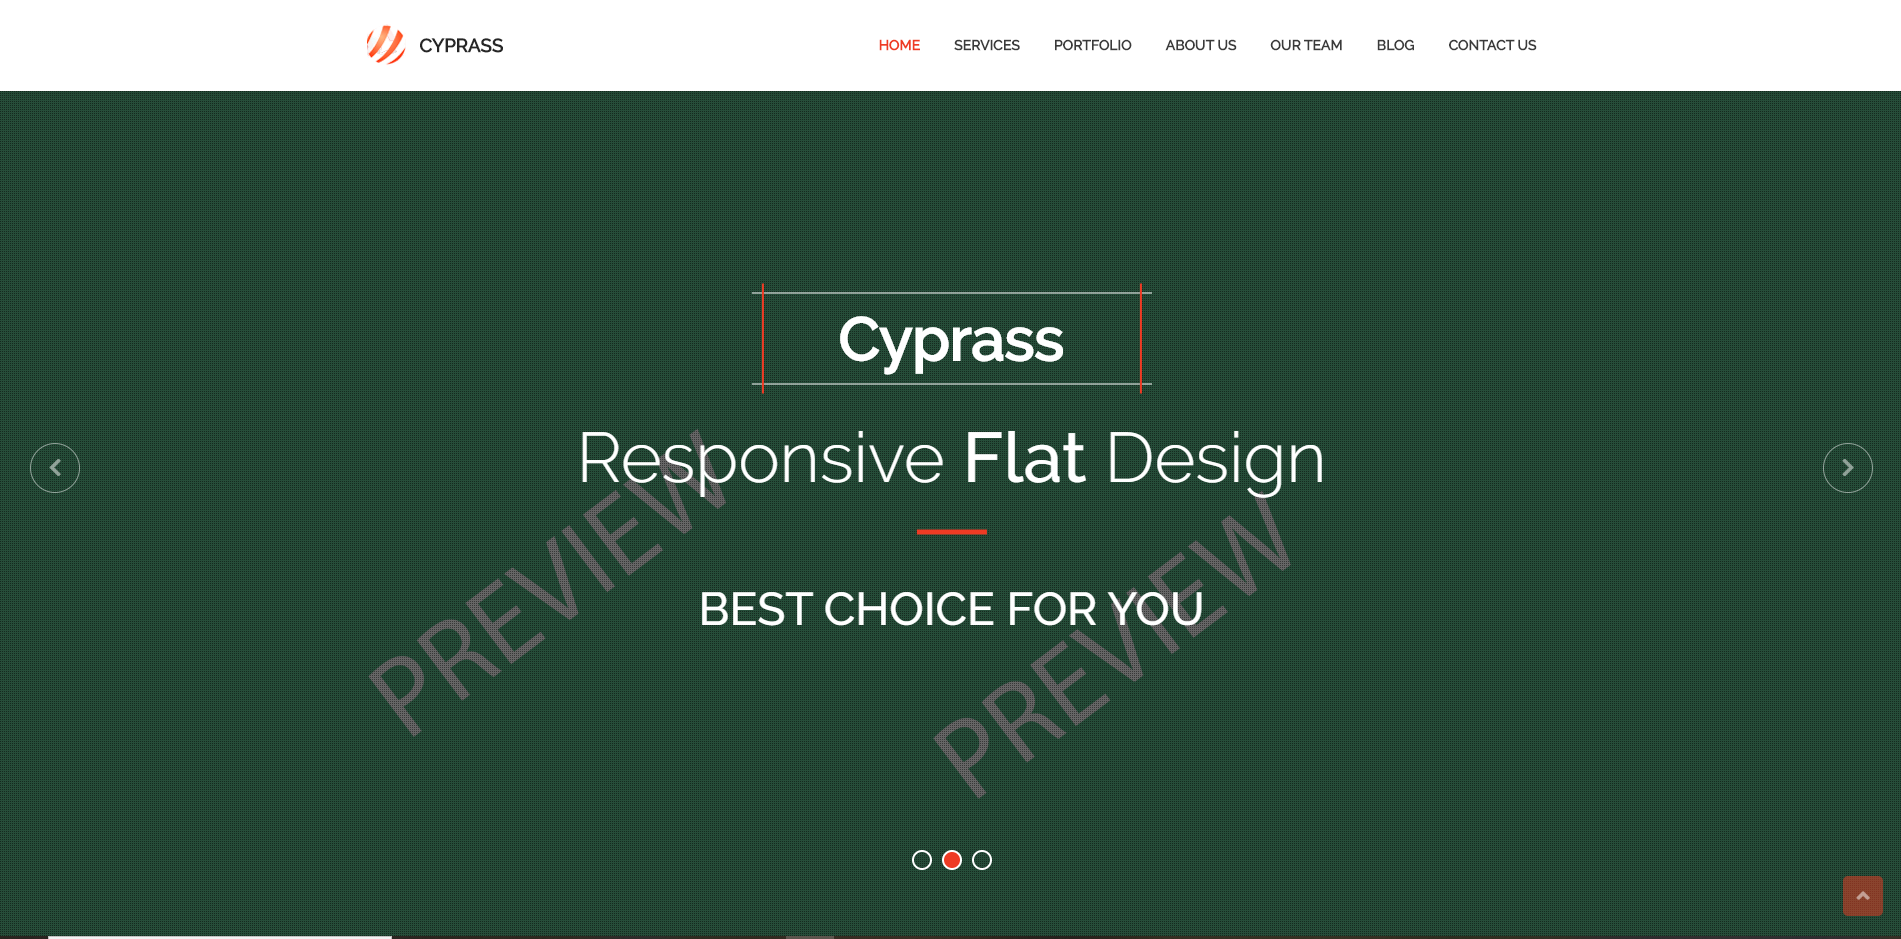 CYPRASS
HOME SERVICES PORTFOLIO ABOUT US OUR TEAM BLOG CONTACT US
Cyprass
Responsive Flat Design
BEST CHOICE FOR YOU
PREVIEW
PREVIEW